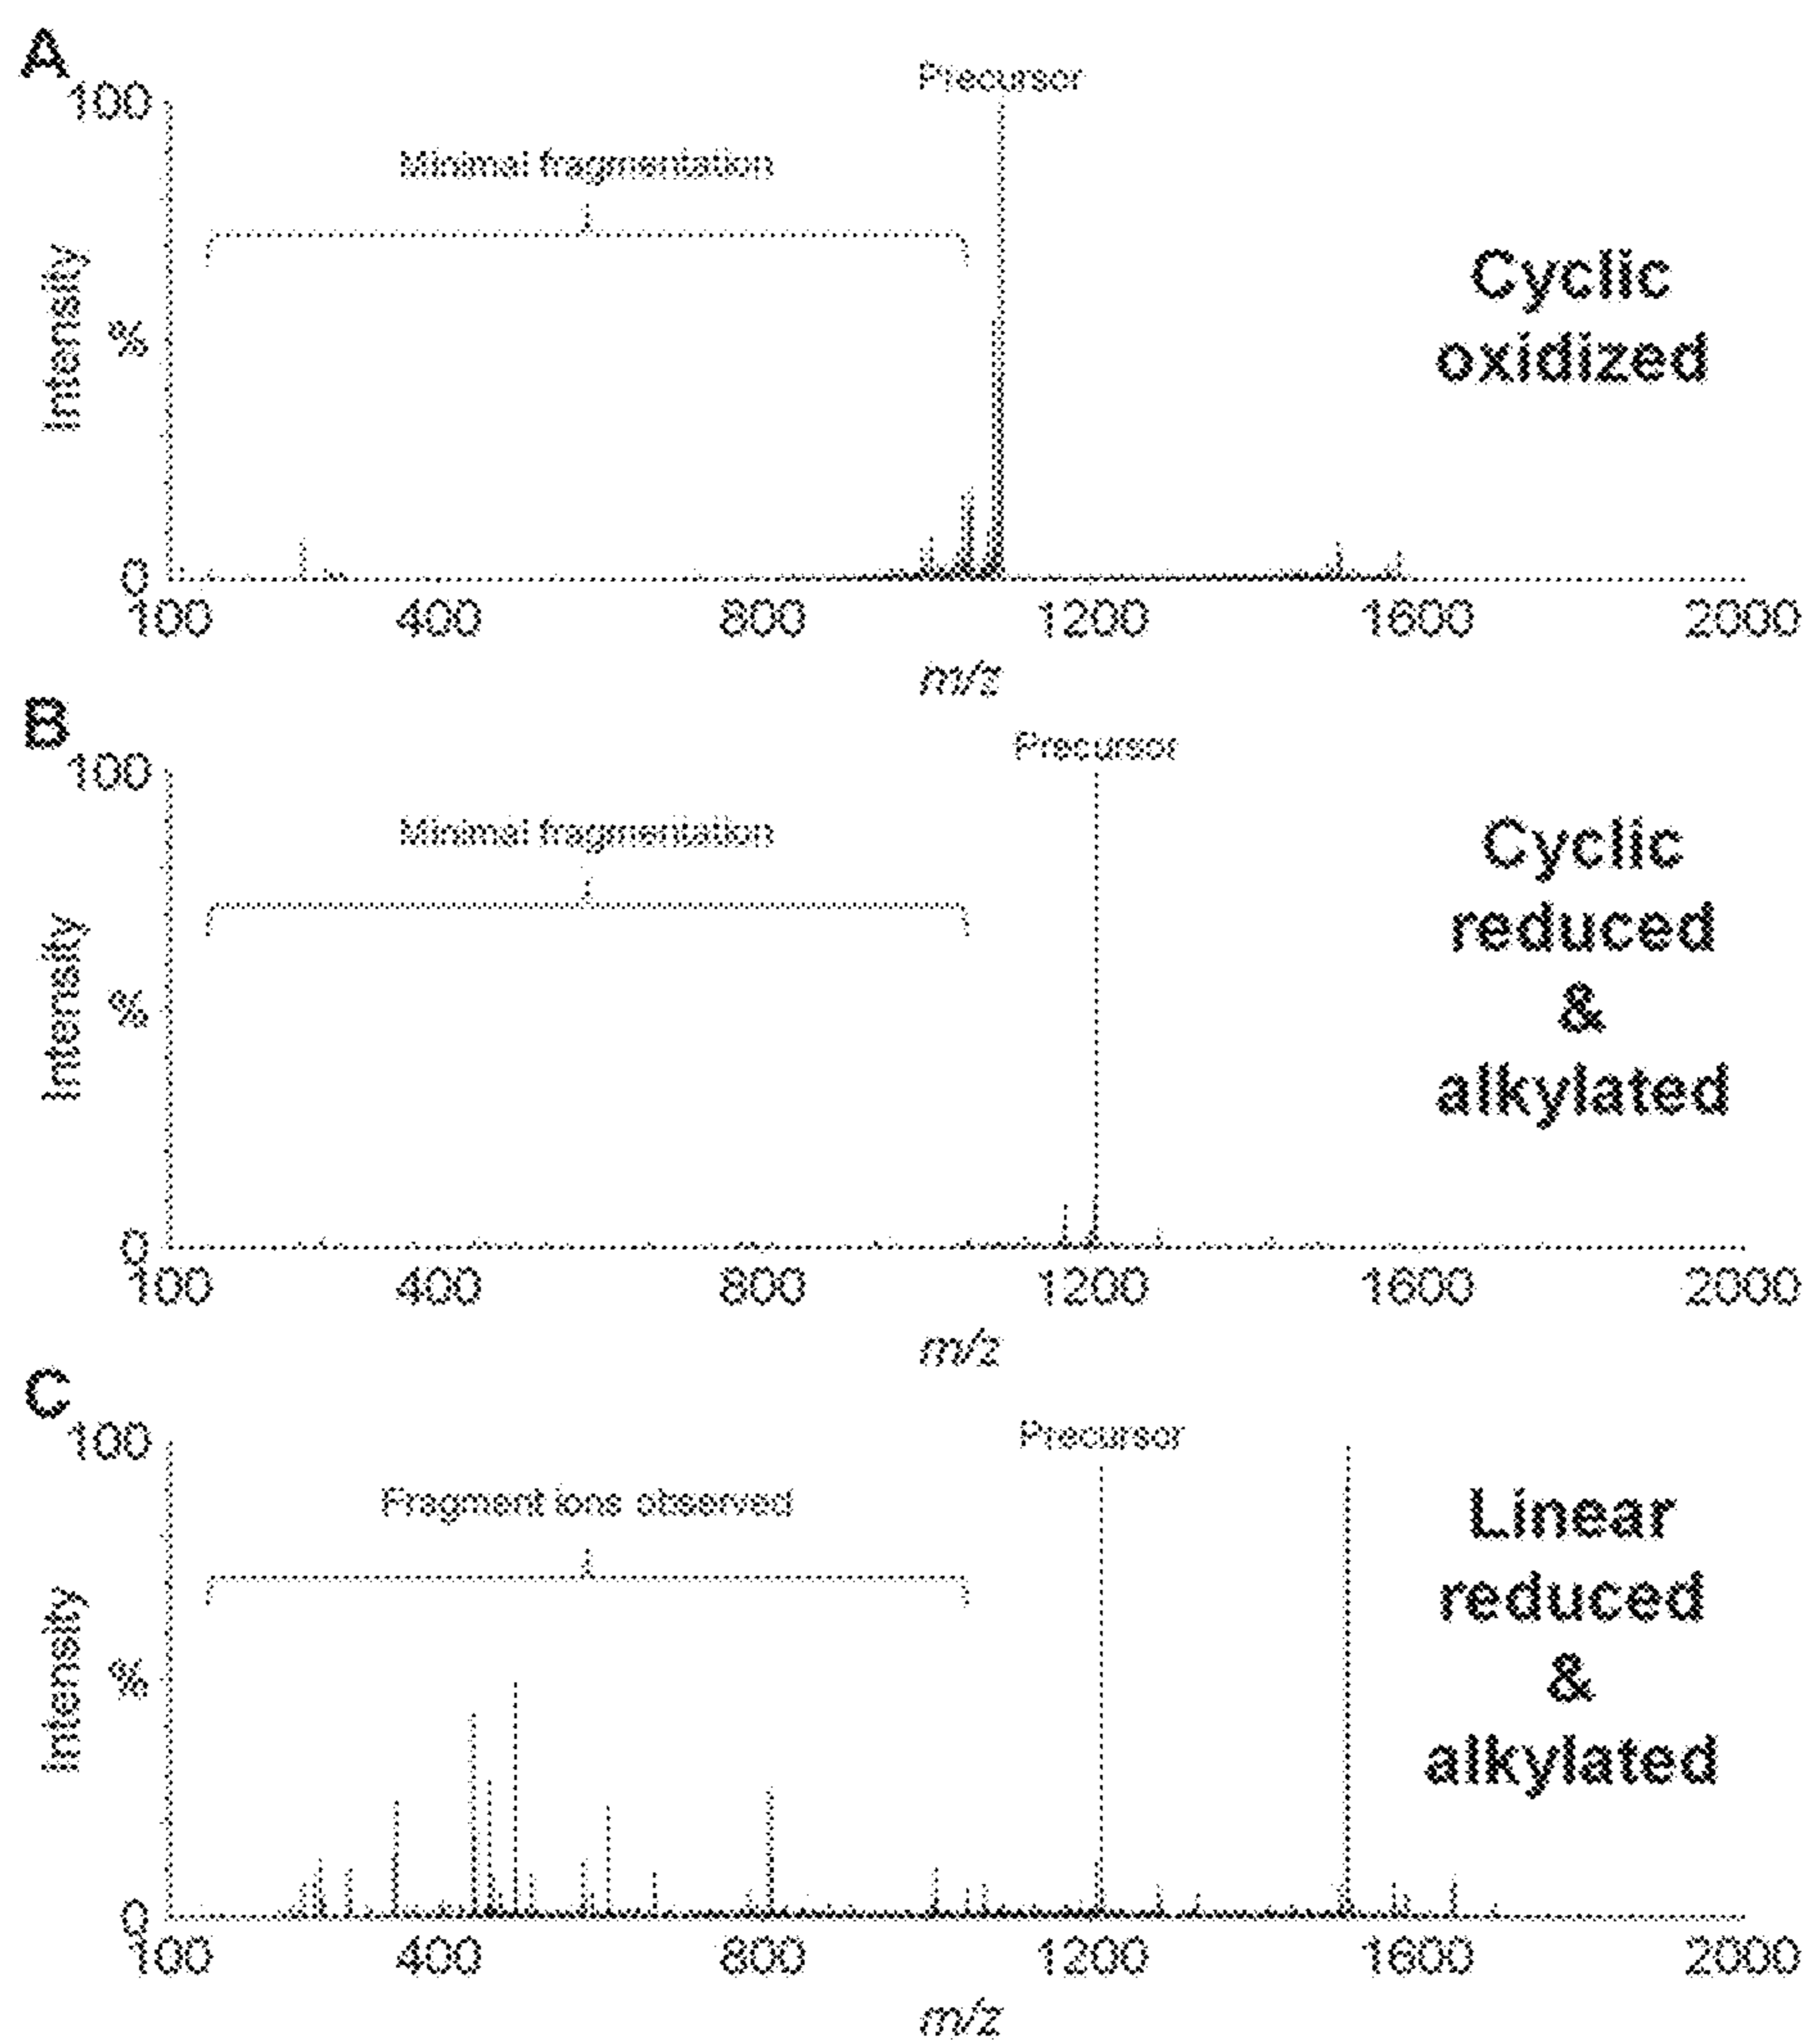 A
100
Precursor
Minimal fragmentation
Intensity
%
Cyclic
oxidized
0
100 400 800 1200 1600 2000
m/z
B
100
Precursor
Minimal fragmentation
Intensity
%
Cyclic
reduced
&
alkylated
0
100 400 800 1200 1600 2000
m/z
C
100
Precursor
Fragment ions observed
Intensity
%
Linear
reduced
&
alkylated
0
100 400 800 1200 1600 2000
m/z